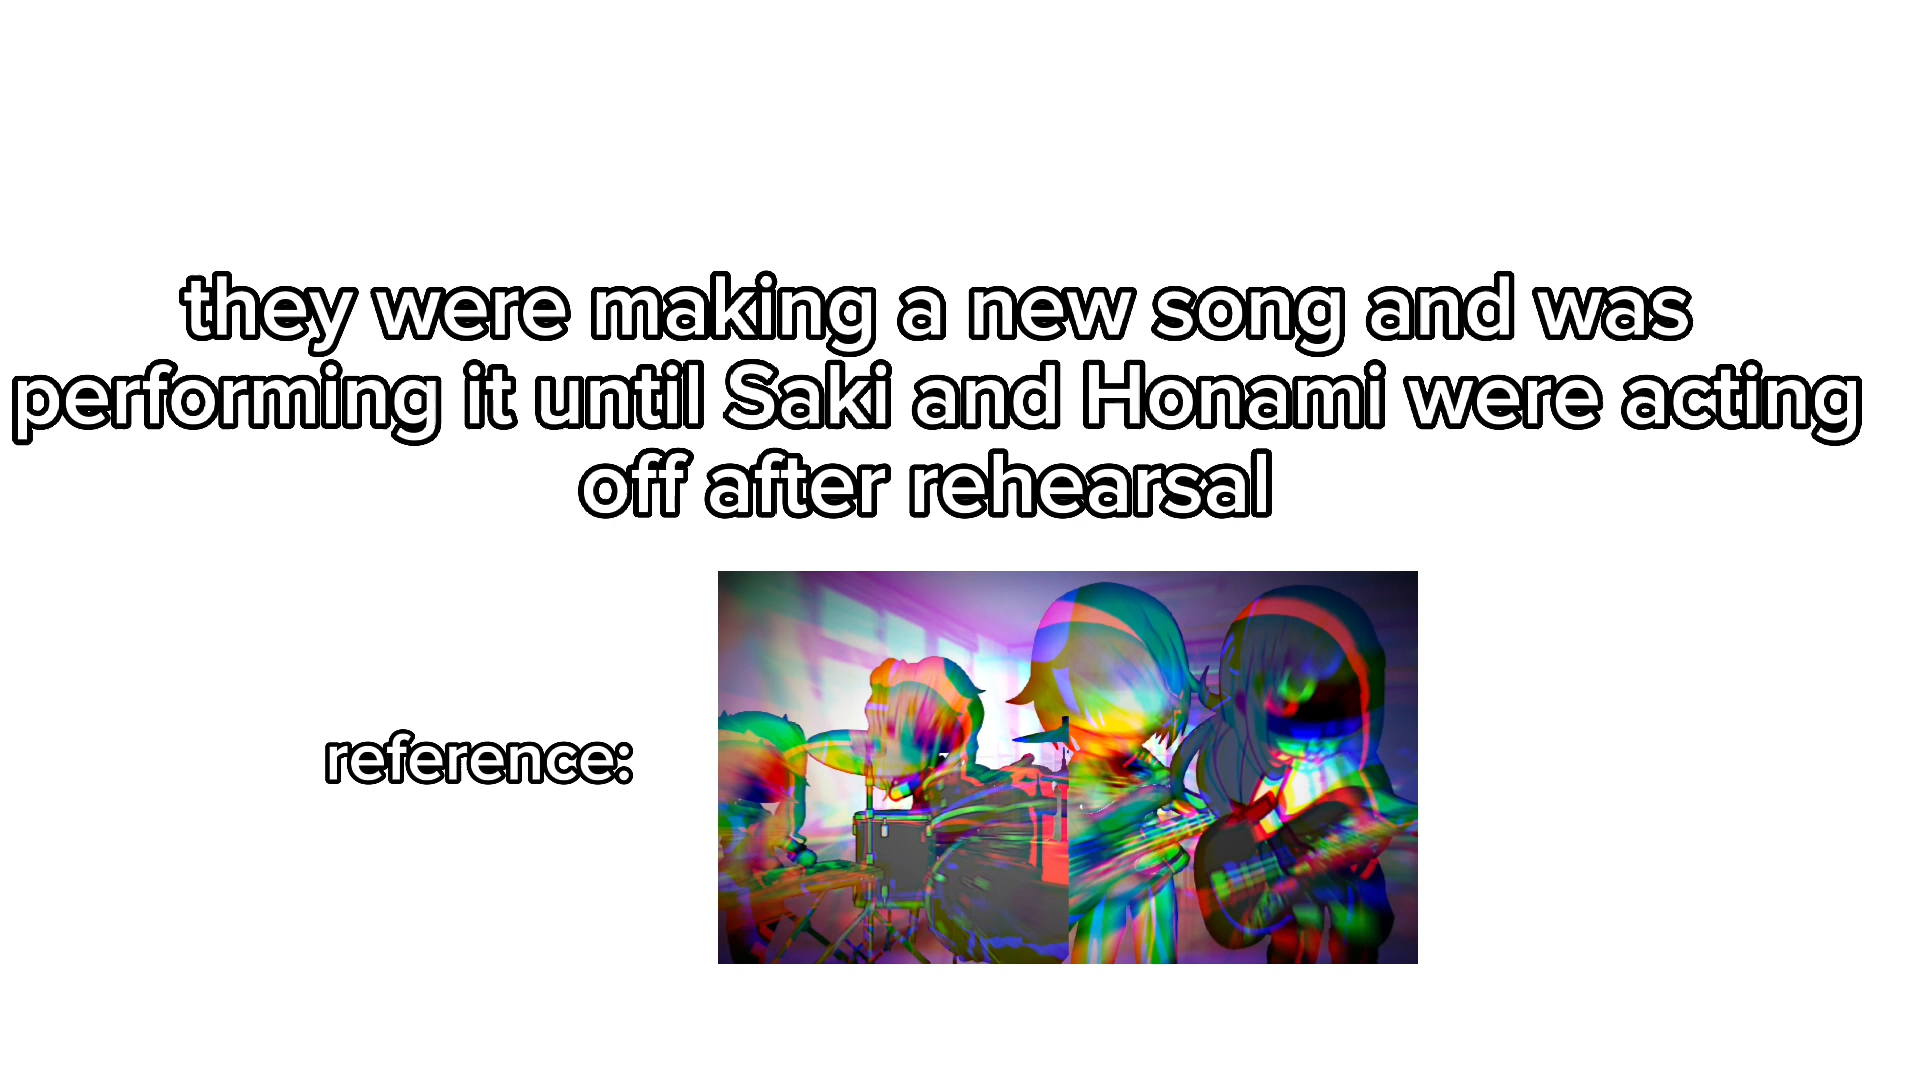 they were making a new song and was
performing it until Saki and Honami were acting
off after rehearsal
reference: